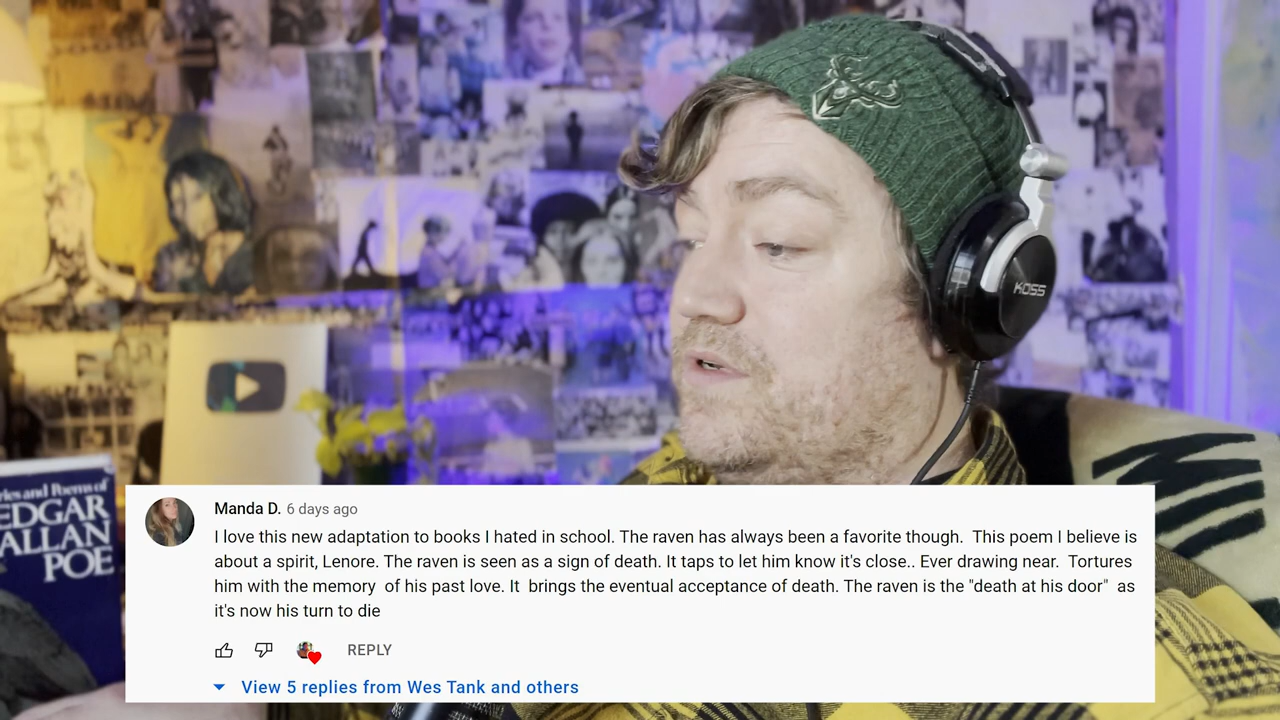 KOSS
ries and Poems of
EDGAR
ALLAN
POE
Manda D. 6 days ago
I love this new adaptation to books I hated in school. The raven has always been a favorite though. This poem I believe is
about a spirit, Lenore. The raven is seen as a sign of death. It taps to let him know it's close.. Ever drawing near. Tortures
him with the memory of his past love. It brings the eventual acceptance of death. The raven is the "death at his door" as
it's now his turn to die
REPLY
View 5 replies from Wes Tank and others